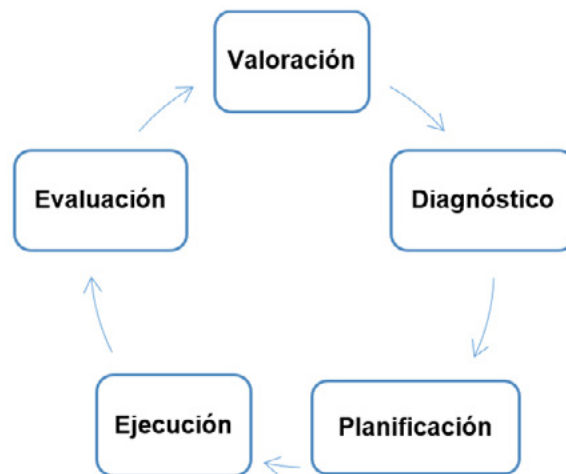 Valoración
Diagnóstico
Planificación
Ejecución
Evaluación